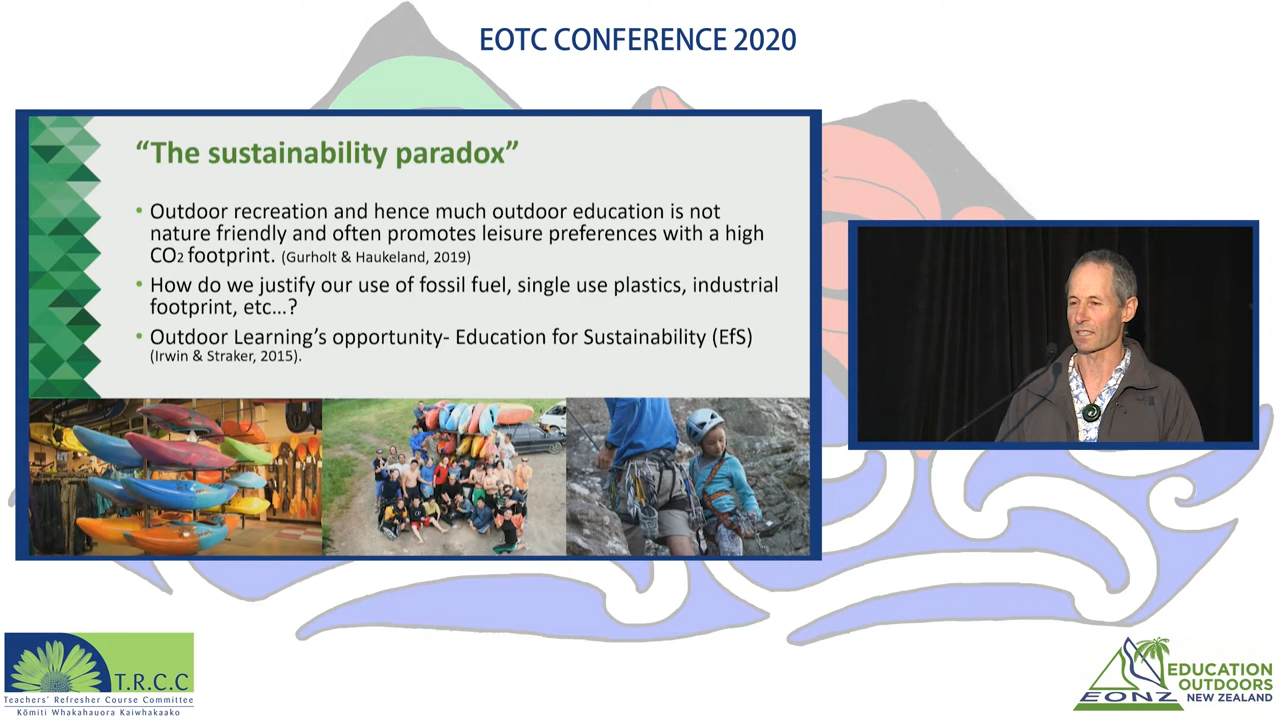 EOTC CONFERENCE 2020
“The sustainability paradox”
• Outdoor recreation and hence much outdoor education is not
nature friendly and often promotes leisure preferences with a high
CO2 footprint. (Gurholt & Haukeland, 2019)
• How do we justify our use of fossil fuel, single use plastics, industrial
footprint, etc…?
• Outdoor Learning’s opportunity- Education for Sustainability (EfS)
(Irwin & Straker, 2015).
T.R.C.C
Teachers' Refresher Course Committee
Kōmiti Whakahauora Kaiwhakaako
EONZ
EDUCATION
OUTDOORS
NEW ZEALAND